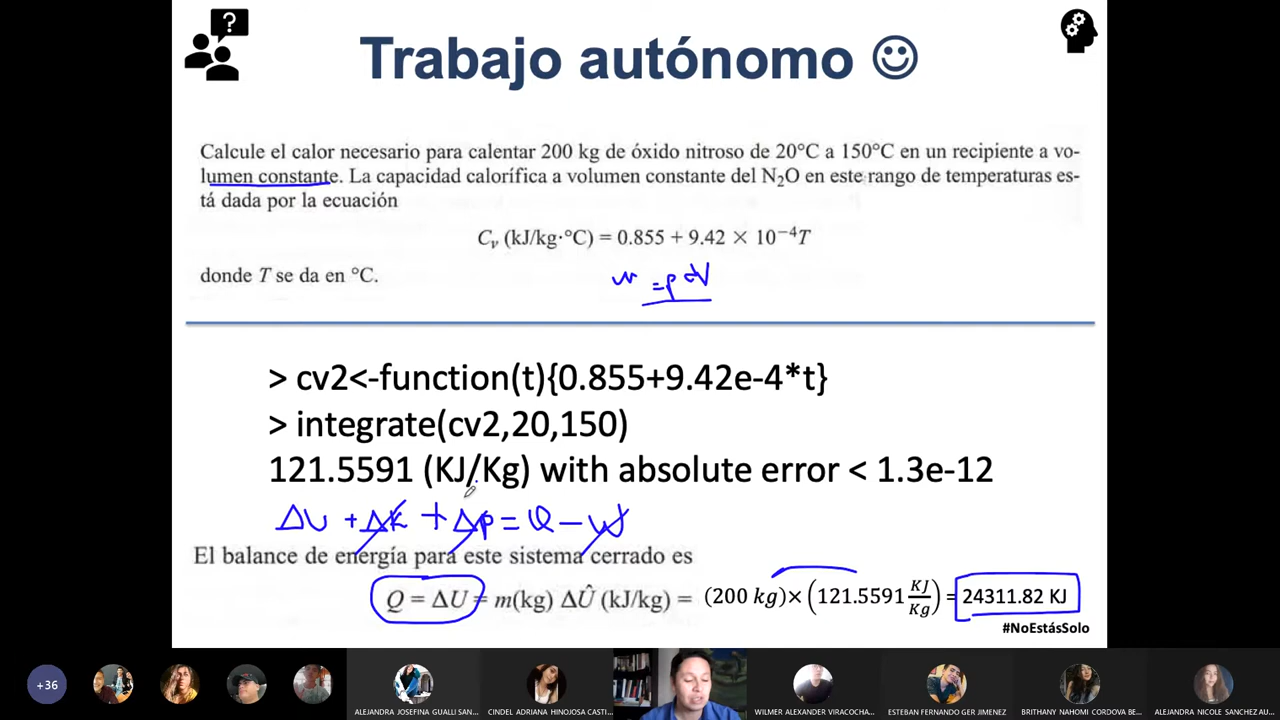 ?
Trabajo autónomo ☺
Calcule el calor necesario para calentar 200 kg de óxido nitroso de 20°C a 150°C en un recipiente a vo-
lumen constante. La capacidad calorífica a volumen constante del N₂O en este rango de temperaturas es-
tá dada por la ecuación
Cᵥ (kJ/kg·°C) = 0.855 + 9.42 × 10⁻⁴T
donde T se da en °C.
w = p dV
> cv2<-function(t){0.855+9.42e-4*t}
> integrate(cv2,20,150)
121.5591 (KJ/Kg) with absolute error < 1.3e-12
ΔU + Δk + Δp = Q - W
El balance de energía para este sistema cerrado es
Q = ΔU = m(kg) ΔÛ (kJ/kg) = (200 kg)×(121.5591 KJ/Kg) = 24311.82 KJ
#NoEstásSolo
+36
ALEJANDRA JOSEFINA GUALLI SAN...
CINDEL ADRIANA HINOJOSA CASTI...
WILMER ALEXANDER VIRACOCHA...
ESTEBAN FERNANDO GER JIMENEZ
BRITHANY NAHOMI CORDOVA BE...
ALEJANDRA NICOLE SANCHEZ AU...